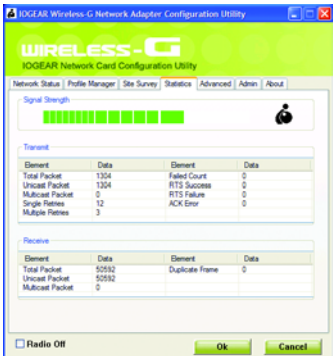 IOGEAR Wireless-G Network Adapter Configuration Utility
WIRELESS-G
IOGEAR Network Card Configuration Utility
Network Status Profile Manager Site Survey Statistics Advanced Admin About
Signal Strength
Transmit
Element Data Element Data
Total Packet 1304 Failed Count 0
Unicast Packet 1304 RTS Success 0
Multicast Packet 0 RTS Failure 0
Single Retries 12 ACK Error 0
Multiple Retries 3
Receive
Element Data Element Data
Total Packet 50592 Duplicate Frame 0
Unicast Packet 50592
Multicast Packet 0
Radio Off Ok Cancel